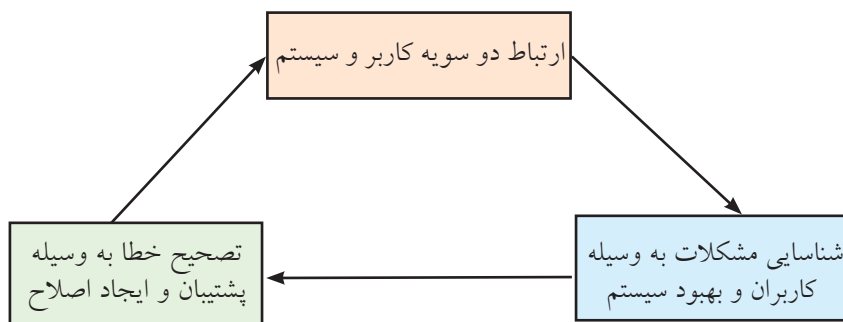 ارتباط دو سویه کاربر و سیستم
شناسایی مشکلات به وسیله
کاربران و بهبود سیستم
تصحیح خطا به وسیله
پشتیبان و ایجاد اصلاح